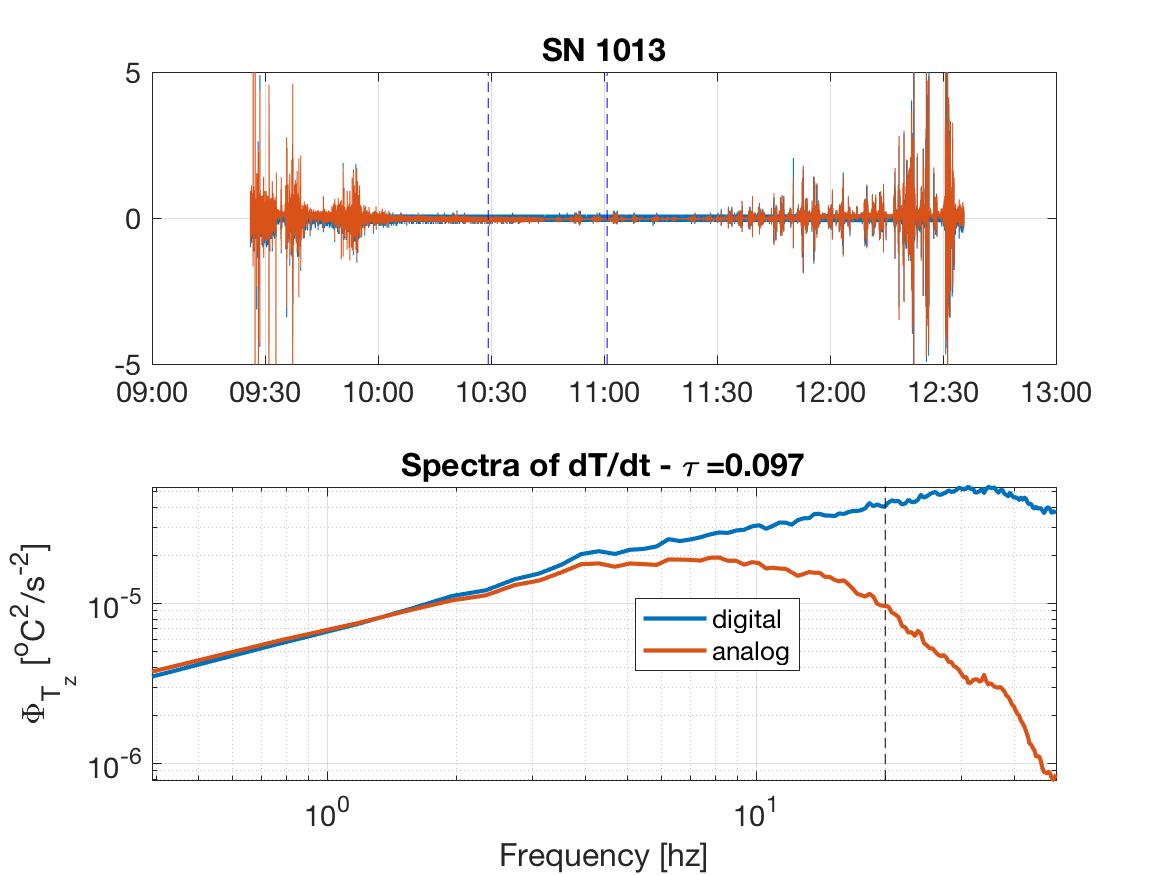 SN 1013
5
0
-5
09:00 09:30 10:00 10:30 11:00 11:30 12:00 12:30 13:00
Spectra of dT/dt - τ =0.097
Φ_T_z [°C²/s⁻²]
10⁻⁵
10⁻⁶
digital
analog
10⁰ 10¹
Frequency [hz]